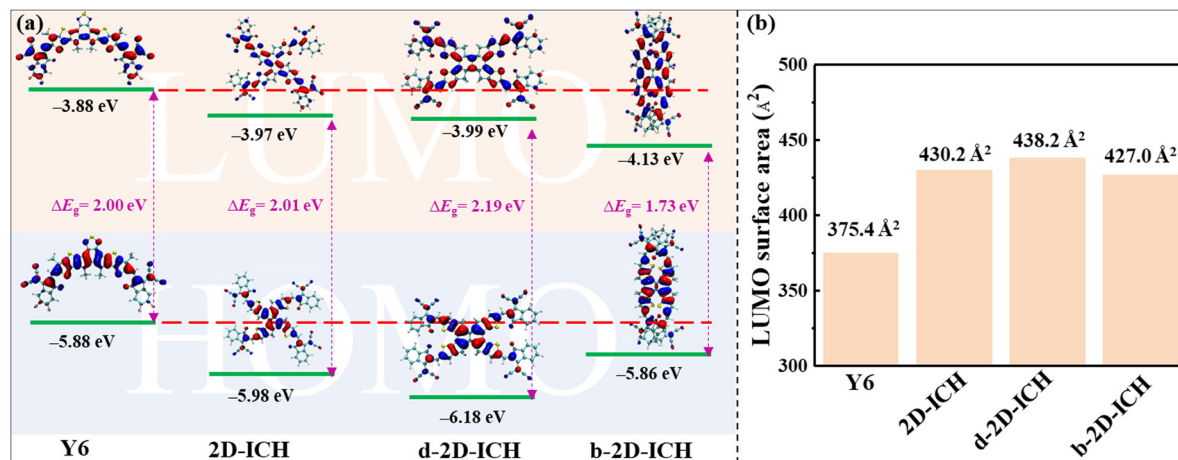 (a)
LUMO
−3.88 eV
−3.97 eV
−3.99 eV
−4.13 eV
ΔEg= 2.00 eV
ΔEg= 2.01 eV
ΔEg= 2.19 eV
ΔEg= 1.73 eV
HOMO
−5.88 eV
−5.98 eV
−6.18 eV
−5.86 eV
Y6
2D-ICH
d-2D-ICH
b-2D-ICH
(b)
LUMO surface area (Å²)
500
450
400
350
300
375.4 Å²
430.2 Å²
438.2 Å²
427.0 Å²
Y6
2D-ICH
d-2D-ICH
b-2D-ICH